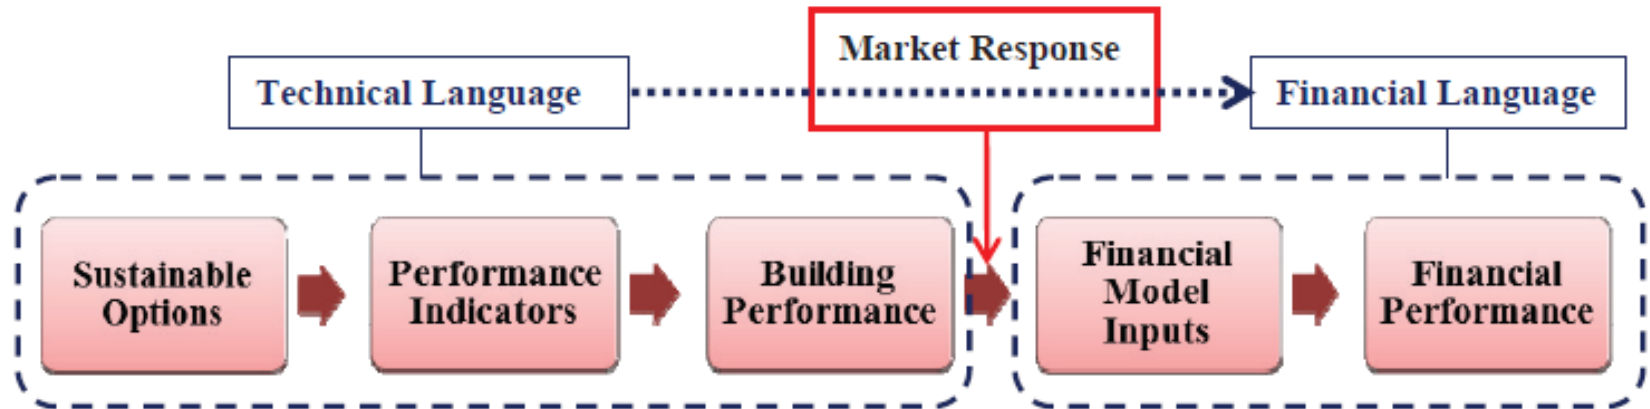 Market Response
Technical Language
Financial Language
Sustainable
Options
Performance
Indicators
Building
Performance
Financial
Model
Inputs
Financial
Performance